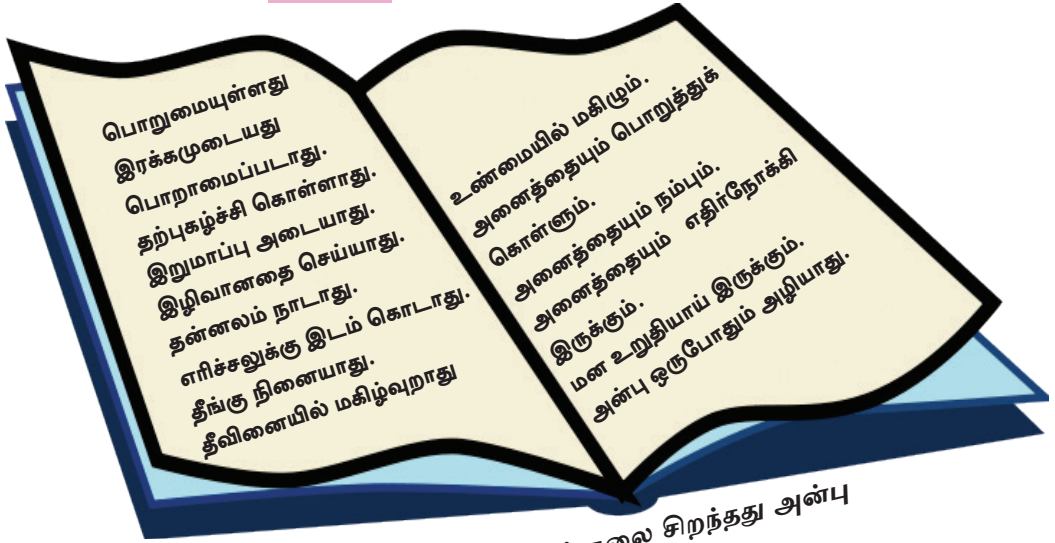 பொறுமையுள்ளது
இரக்கமுடையது
பொறாமைப்படாது.
தற்புகழ்ச்சி கொள்ளாது.
இறுமாப்பு அடையாது.
இழிவானதை செய்யாது.
தன்னலம் நாடாது.
எரிச்சலுக்கு இடம் கொடாது.
தீங்கு நினையாது.
தீவினையில் மகிழ்வுறாது
உண்மையில் மகிழும்.
அனைத்தையும் பொறுத்துக்
கொள்ளும்.
அனைத்தையும் நம்பும்.
அனைத்தையும் எதிர்நோக்கி
இருக்கும்.
மன உறுதியாய் இருக்கும்.
அன்பு ஒருபோதும் அழியாது.
சிறந்தது அன்பு